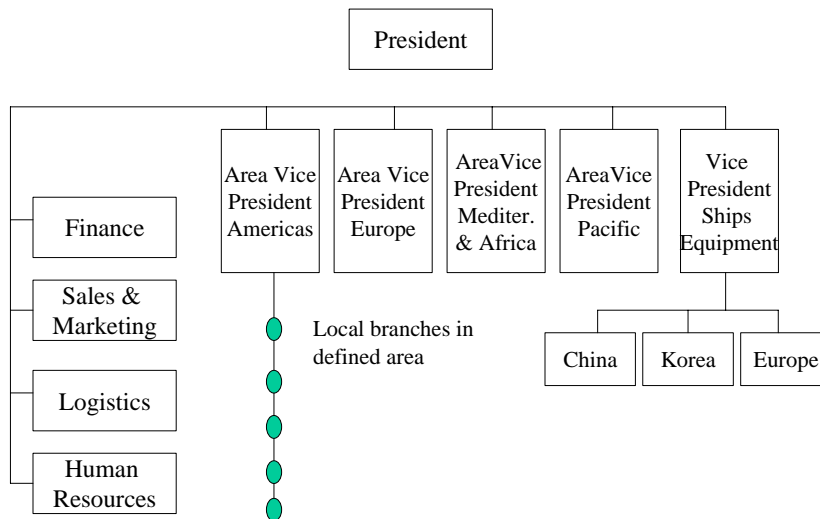 President
Area Vice
President
Americas
Area Vice
President
Europe
AreaVice
President
Mediter.
& Africa
AreaVice
President
Pacific
Vice
President
Ships
Equipment
Finance
Sales &
Marketing
Logistics
Human
Resources
Local branches in
defined area
China
Korea
Europe